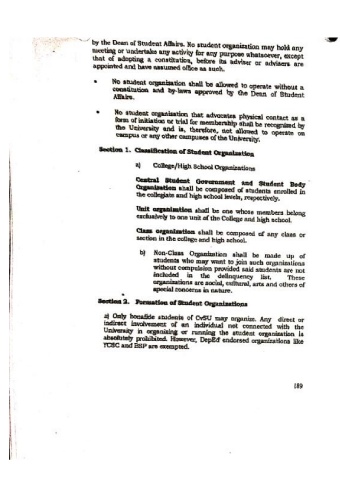 by the Dean of Student Affairs. No student organization may hold any
meeting or undertake any activity for any purpose whatsoever, except
that of adopting a constitution, before its adviser or advisers are
appointed and have assumed office as such.
• No student organization shall be allowed to operate without a
constitution and by-laws approved by the Dean of Student
Affairs.
• No student organization that advocates physical contact as a
form of initiation or trial for membership shall be recognized by
the University and is, therefore, not allowed to operate on
campus or any other campuses of the University.
Section 1. Classification of Student Organization
a) College/High School Organizations
Central Student Government and Student Body
Organization shall be composed of students enrolled in
the collegiate and high school levels, respectively.
Unit organization shall be one whose members belong
exclusively to one unit of the College and high school.
Class organization shall be composed of any class or
section in the college and high school.
b) Non-Class Organization shall be made up of
students who may want to join such organizations
without compulsion provided said students are not
included in the delinquency list. These
organizations are social, cultural, arts and others of
special concerns in nature.
Section 2. Formation of Student Organizations
a) Only bonafide students of CvSU may organize. Any direct or
indirect involvement of an individual not connected with the
University in organizing or running the student organization is
absolutely prohibited. However, DepEd endorsed organizations like
YCSC and BSP are exempted.
189